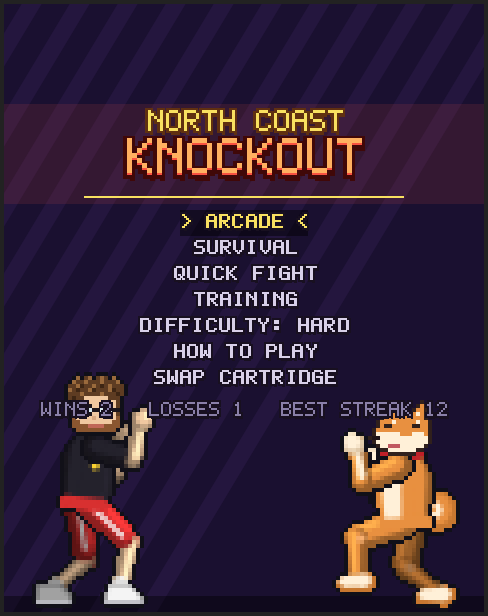 NORTH COAST
KNOCKOUT
> ARCADE <
SURVIVAL
QUICK FIGHT
TRAINING
DIFFICULTY: HARD
HOW TO PLAY
SWAP CARTRIDGE
WINS 2 LOSSES 1 BEST STREAK 12